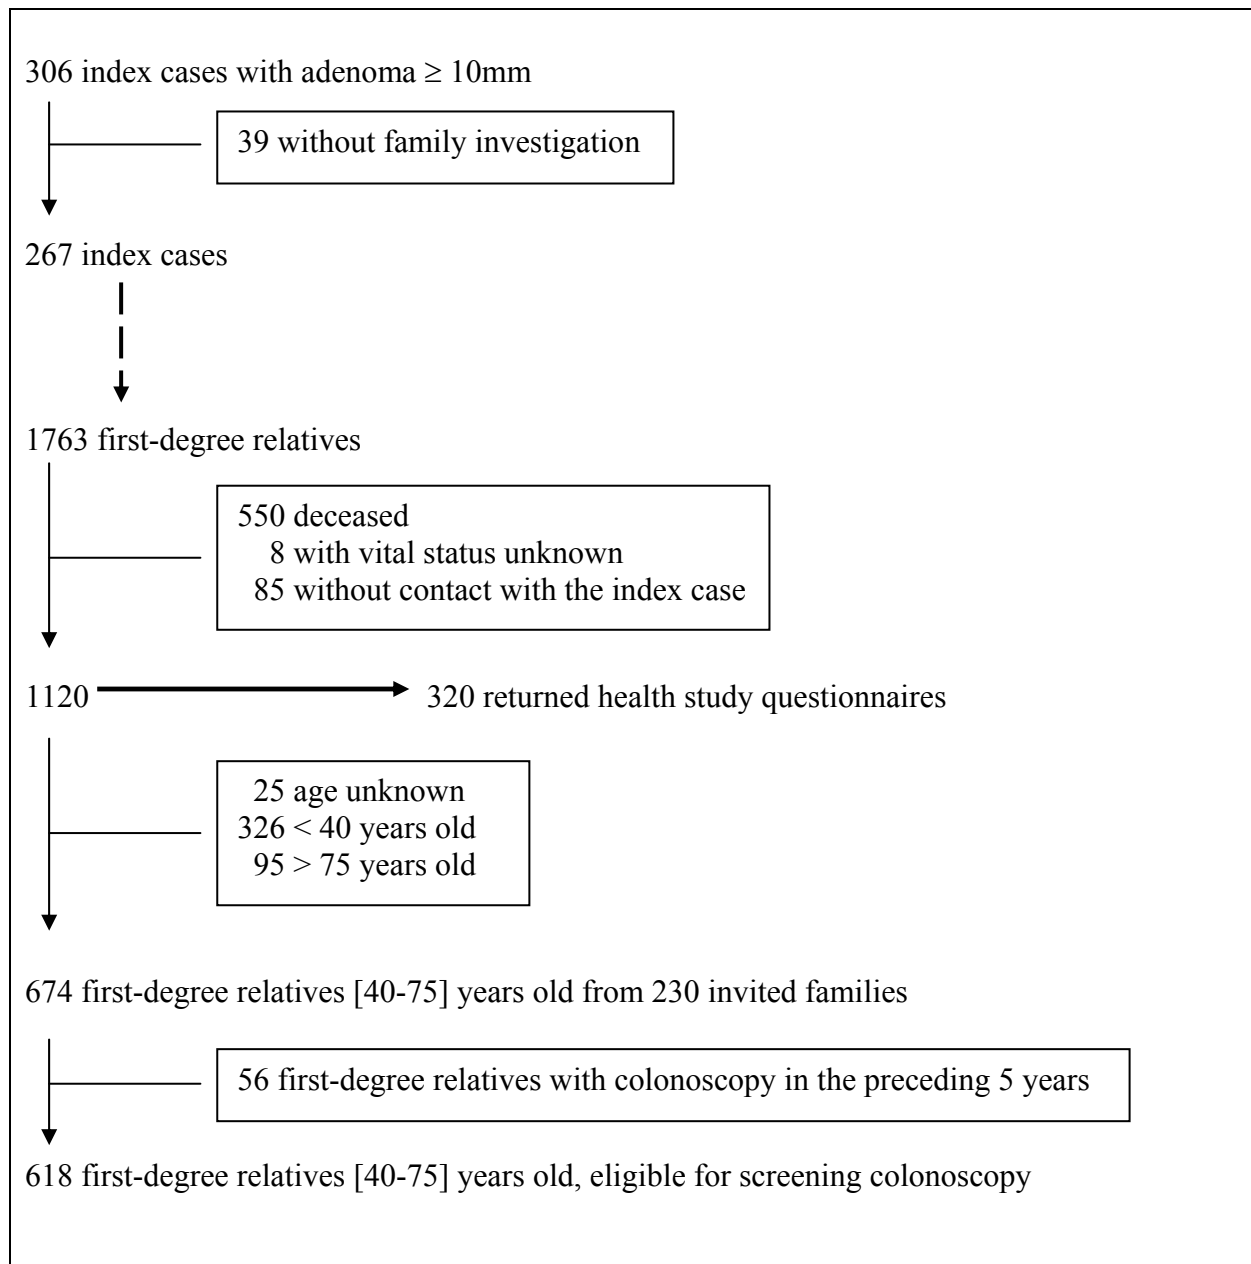 306 index cases with adenoma ≥ 10mm
39 without family investigation
267 index cases
1763 first-degree relatives
550 deceased
8 with vital status unknown
85 without contact with the index case
1120
320 returned health study questionnaires
25 age unknown
326 < 40 years old
95 > 75 years old
674 first-degree relatives [40-75] years old from 230 invited families
56 first-degree relatives with colonoscopy in the preceding 5 years
618 first-degree relatives [40-75] years old, eligible for screening colonoscopy